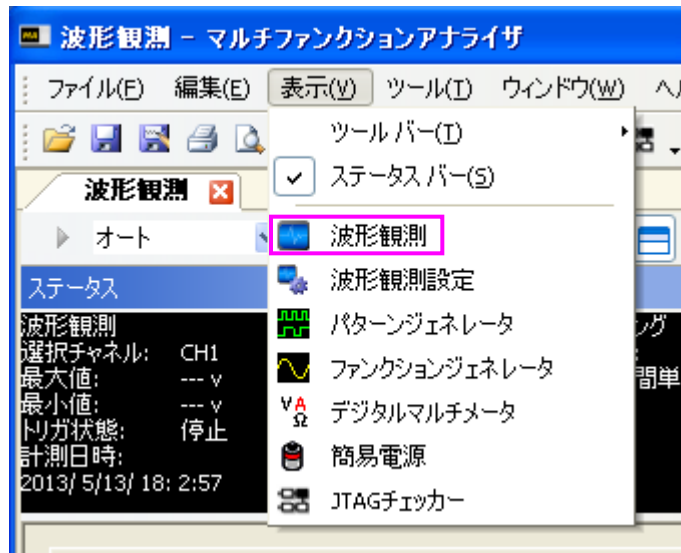 波形観測 - マルチファンクションアナライザ
ファイル(F) 編集(E) 表示(V) ツール(T) ウィンドウ(W)
ツール バー(T)
ステータス バー(S)
波形観測
オート
波形観測
波形観測設定
パターンジェネレータ
ファンクションジェネレータ
デジタルマルチメータ
簡易電源
JTAGチェッカー
ステータス
波形観測
選択チャネル: CH1
最大値: --- v
最小値: --- v
トリガ状態: 停止
計測日時:
2013/ 5/13/ 18: 2:57